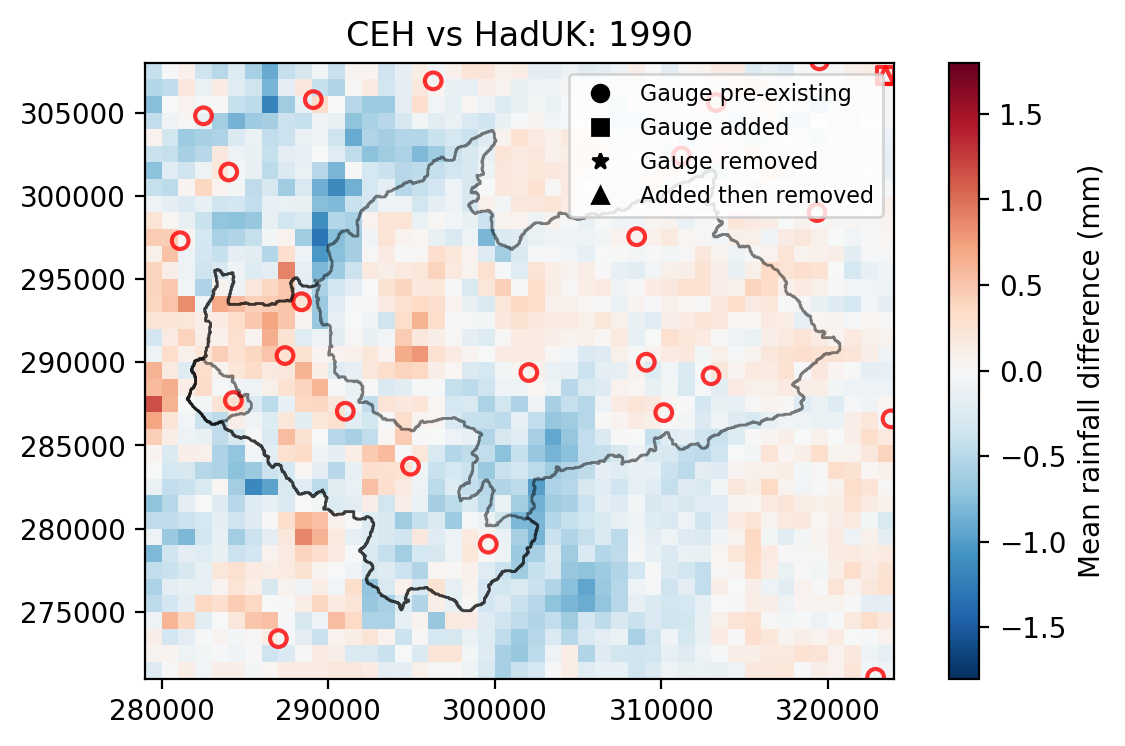 CEH vs HadUK: 1990
Gauge pre-existing
Gauge added
Gauge removed
Added then removed
305000
300000
295000
290000
285000
280000
275000
280000 290000 300000 310000 320000
1.5
1.0
0.5
0.0
−0.5
−1.0
−1.5
Mean rainfall difference (mm)